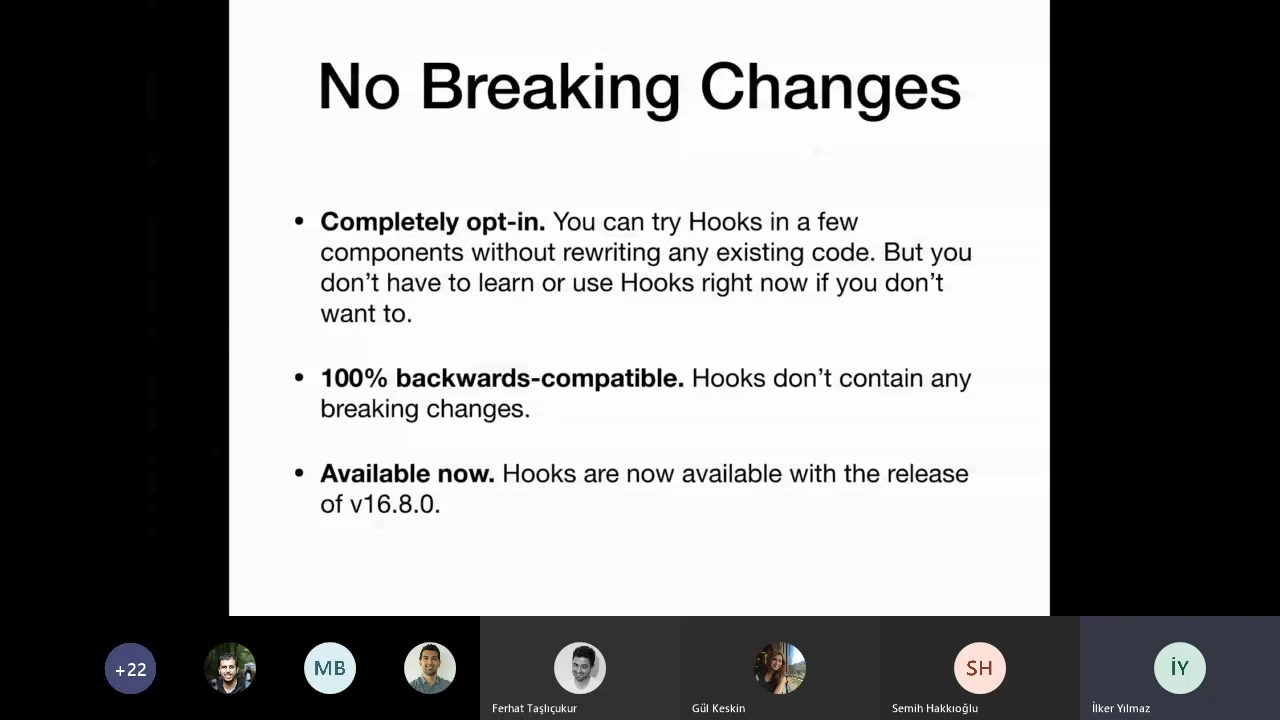 No Breaking Changes
• Completely opt-in. You can try Hooks in a few
components without rewriting any existing code. But you
don’t have to learn or use Hooks right now if you don’t
want to.
• 100% backwards-compatible. Hooks don’t contain any
breaking changes.
• Available now. Hooks are now available with the release
of v16.8.0.
+22
MB
SH
İY
Ferhat Taşlıçukur
Gül Keskin
Semih Hakkıoğlu
İlker Yılmaz